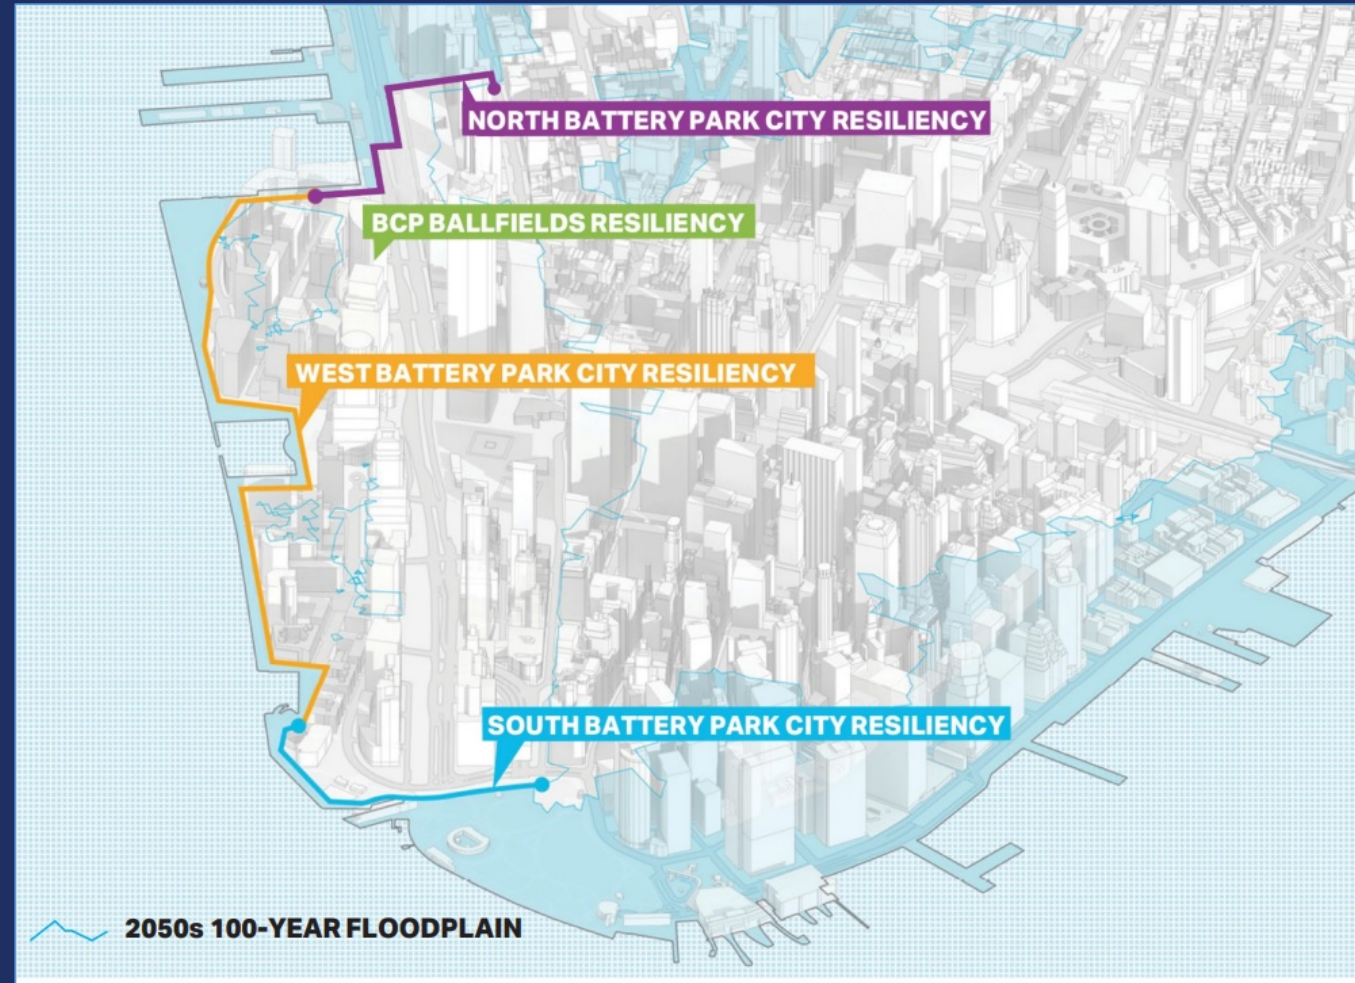 NORTH BATTERY PARK CITY RESILIENCY
BCP BALLFIELDS RESILIENCY
WEST BATTERY PARK CITY RESILIENCY
SOUTH BATTERY PARK CITY RESILIENCY
2050s 100-YEAR FLOODPLAIN